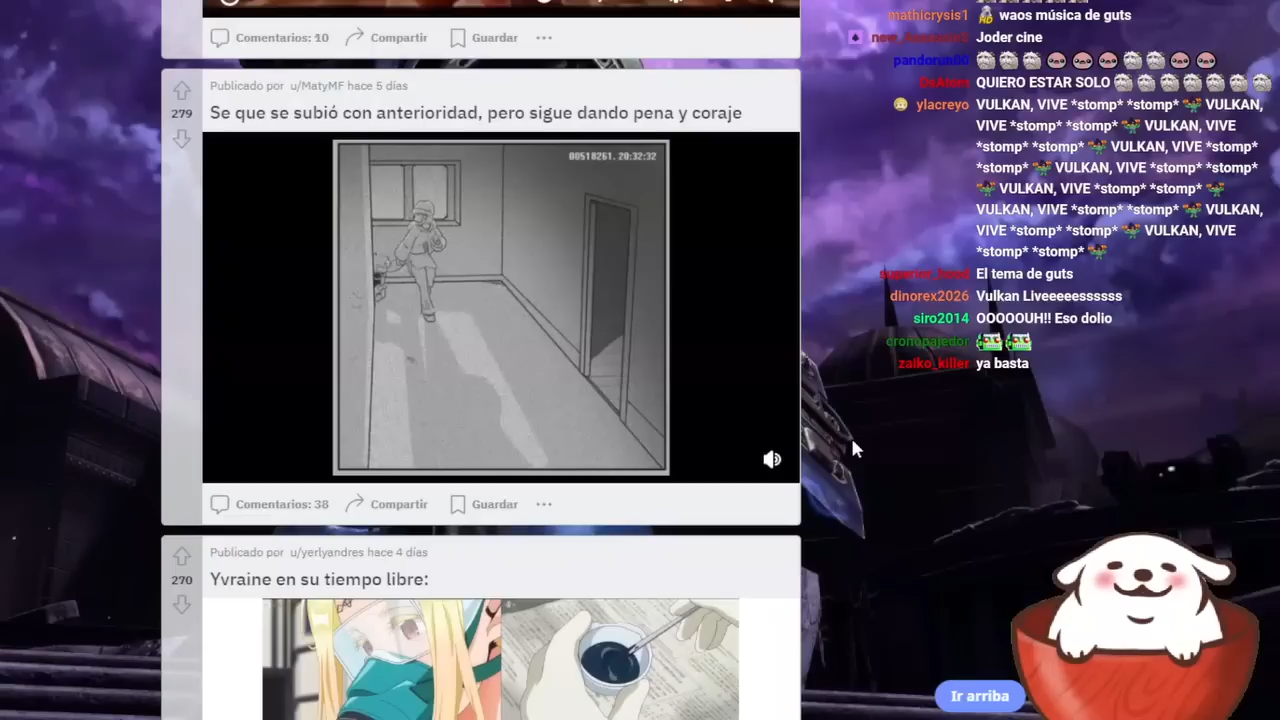 Comentarios: 10 Compartir Guardar
Publicado por u/MatyMF hace 5 días
279
Se que se subió con anterioridad, pero sigue dando pena y coraje
00518261. 20:32:32
Comentarios: 38 Compartir Guardar
Publicado por u/yerlyandres hace 4 días
270
Yvraine en su tiempo libre:
mathicrysis1 waos música de guts
Joder cine
pandorun00
QUIERO ESTAR SOLO
ylacreyo VULKAN, VIVE *stomp* *stomp* VULKAN,
VIVE *stomp* *stomp* VULKAN, VIVE
*stomp* *stomp* VULKAN, VIVE *stomp*
*stomp* VULKAN, VIVE *stomp* *stomp*
VULKAN, VIVE *stomp* *stomp*
VULKAN, VIVE *stomp* *stomp* VULKAN,
VIVE *stomp* *stomp* VULKAN, VIVE
*stomp* *stomp*
El tema de guts
dinorex2026 Vulkan Liveeeeessssss
siro2014 OOOOOUH!! Eso dolio
cronopajedor
zaiko_killer ya basta
Ir arriba